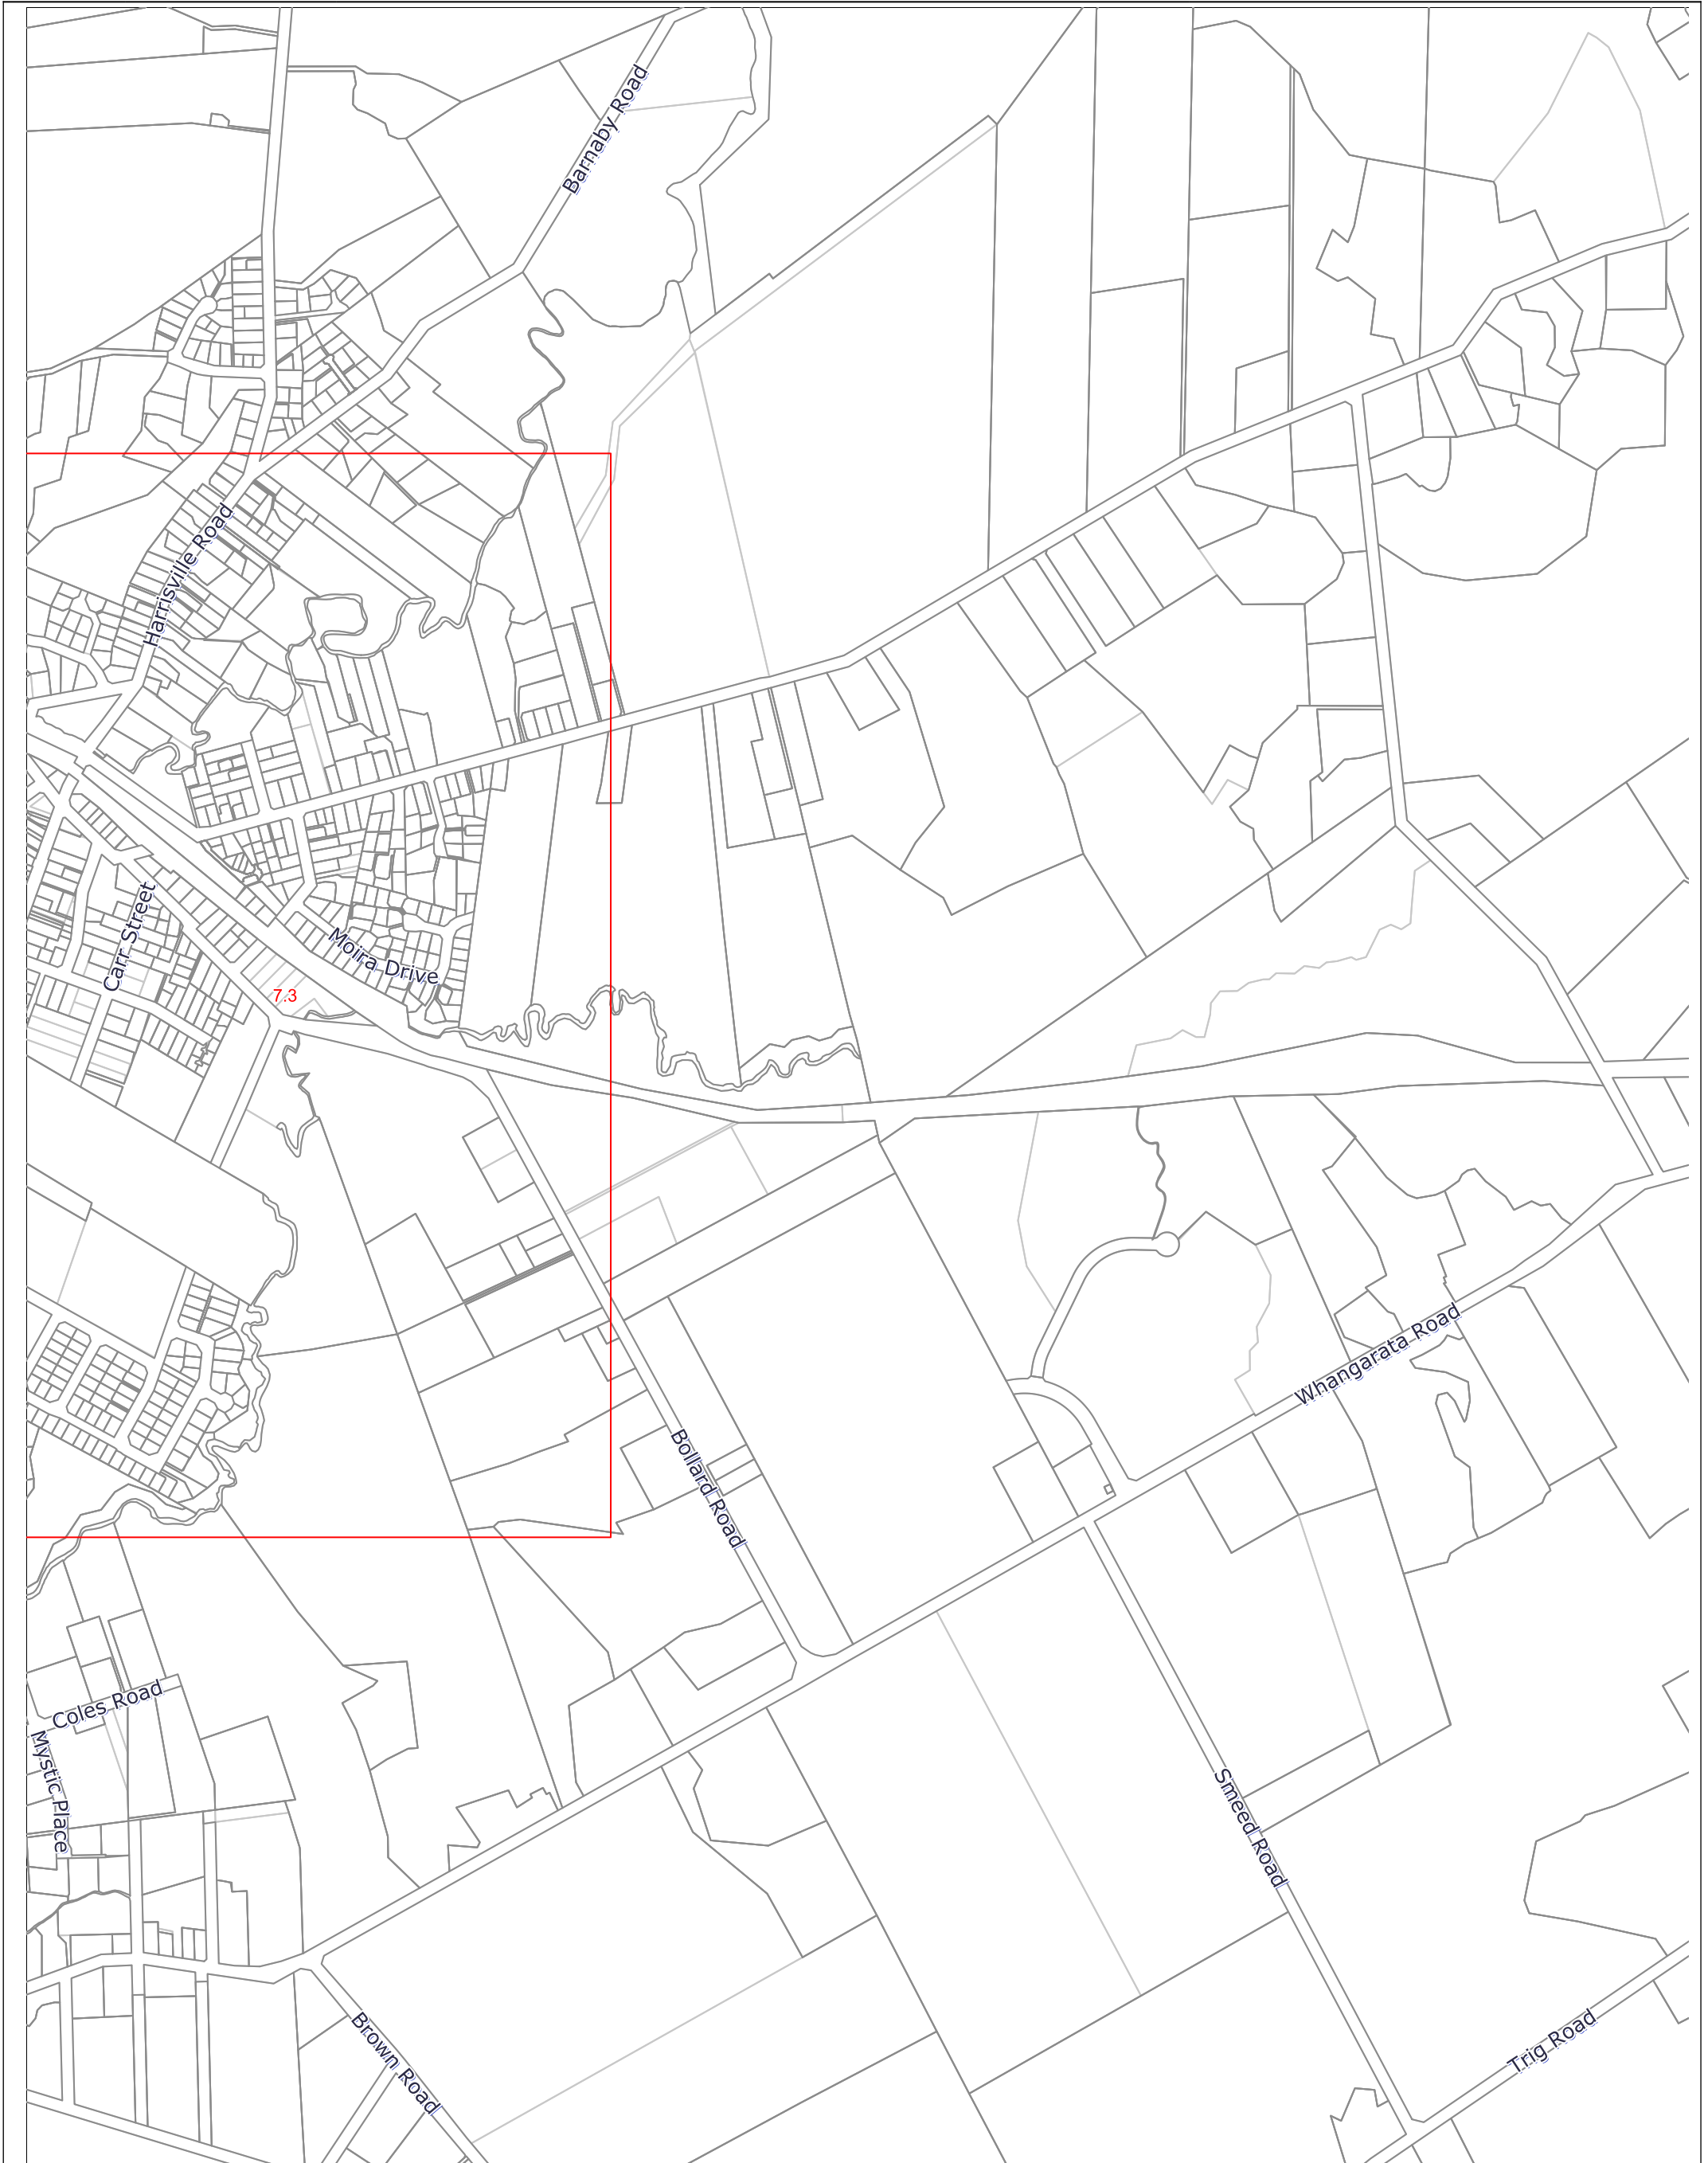 Barnaby Road
Harrisville Road
Carr Street
Moira Drive
7.3
Whangarata Road
Bollard Road
Coles Road
Mystic Place
Smeed Road
Brown Road
Trig Road